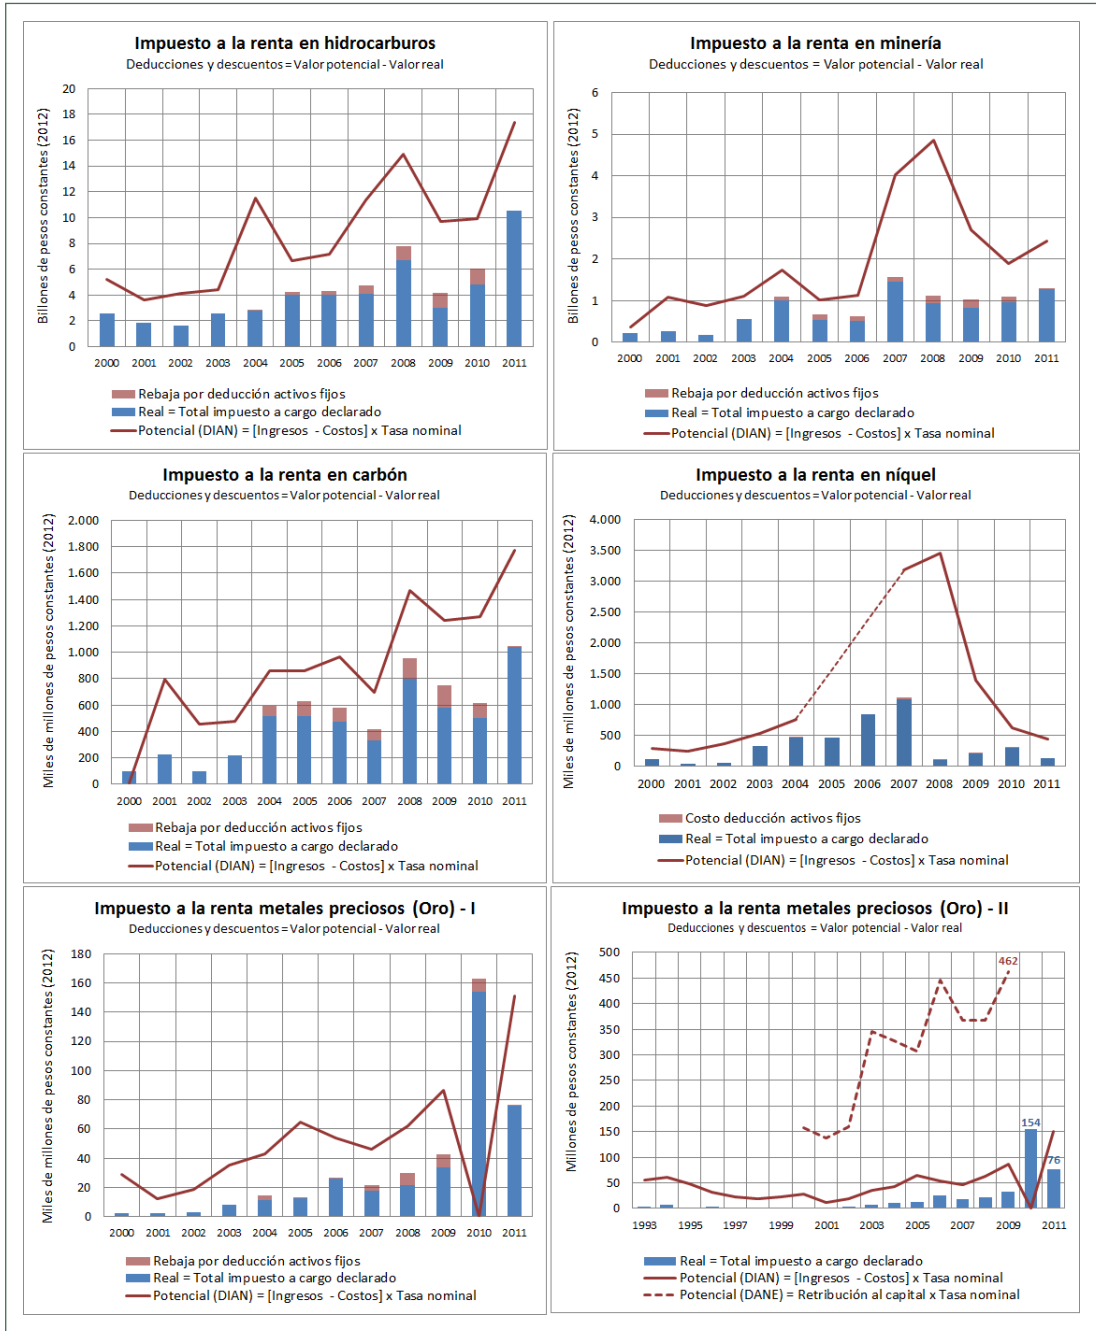 Impuesto a la renta en hidrocarburos
Deducciones y descuentos = Valor potencial - Valor real
Billones de pesos constantes (2012)
20
18
16
14
12
10
8
6
4
2
0
2000 2001 2002 2003 2004 2005 2006 2007 2008 2009 2010 2011
Rebaja por deducción activos fijos
Real = Total impuesto a cargo declarado
Potencial (DIAN) = [Ingresos - Costos] x Tasa nominal
Impuesto a la renta en minería
Deducciones y descuentos = Valor potencial - Valor real
Billones de pesos constantes (2012)
6
5
4
3
2
1
0
2000 2001 2002 2003 2004 2005 2006 2007 2008 2009 2010 2011
Rebaja por deducción activos fijos
Real = Total impuesto a cargo declarado
Potencial (DIAN) = [Ingresos - Costos] x Tasa nominal
Impuesto a la renta en carbón
Deducciones y descuentos = Valor potencial - Valor real
Miles de millones de pesos constantes (2012)
2.000
1.800
1.600
1.400
1.200
1.000
800
600
400
200
0
2000 2001 2002 2003 2004 2005 2006 2007 2008 2009 2010 2011
Rebaja por deducción activos fijos
Real = Total impuesto a cargo declarado
Potencial (DIAN) = [Ingresos - Costos] x Tasa nominal
Impuesto a la renta en níquel
Deducciones y descuentos = Valor potencial - Valor real
Miles de millones de pesos constantes (2012)
4.000
3.500
3.000
2.500
2.000
1.500
1.000
500
0
2000 2001 2002 2003 2004 2005 2006 2007 2008 2009 2010 2011
Costo deducción activos fijos
Real = Total impuesto a cargo declarado
Potencial (DIAN) = [Ingresos - Costos] x Tasa nominal
Impuesto a la renta metales preciosos (Oro) - I
Deducciones y descuentos = Valor potencial - Valor real
Miles de millones de pesos constantes (2012)
180
160
140
120
100
80
60
40
20
0
2000 2001 2002 2003 2004 2005 2006 2007 2008 2009 2010 2011
Rebaja por deducción activos fijos
Real = Total impuesto a cargo declarado
Potencial (DIAN) = [Ingresos - Costos] x Tasa nominal
Impuesto a la renta metales preciosos (Oro) - II
Deducciones y descuentos = Valor potencial - Valor real
Millones de pesos constantes (2012)
500
450
400
350
300
250
200
150
100
50
0
462
154
76
1993 1995 1997 1999 2001 2003 2005 2007 2009 2011
Real = Total impuesto a cargo declarado
Potencial (DIAN) = [Ingresos - Costos] x Tasa nominal
Potencial (DANE) = Retribución al capital x Tasa nominal